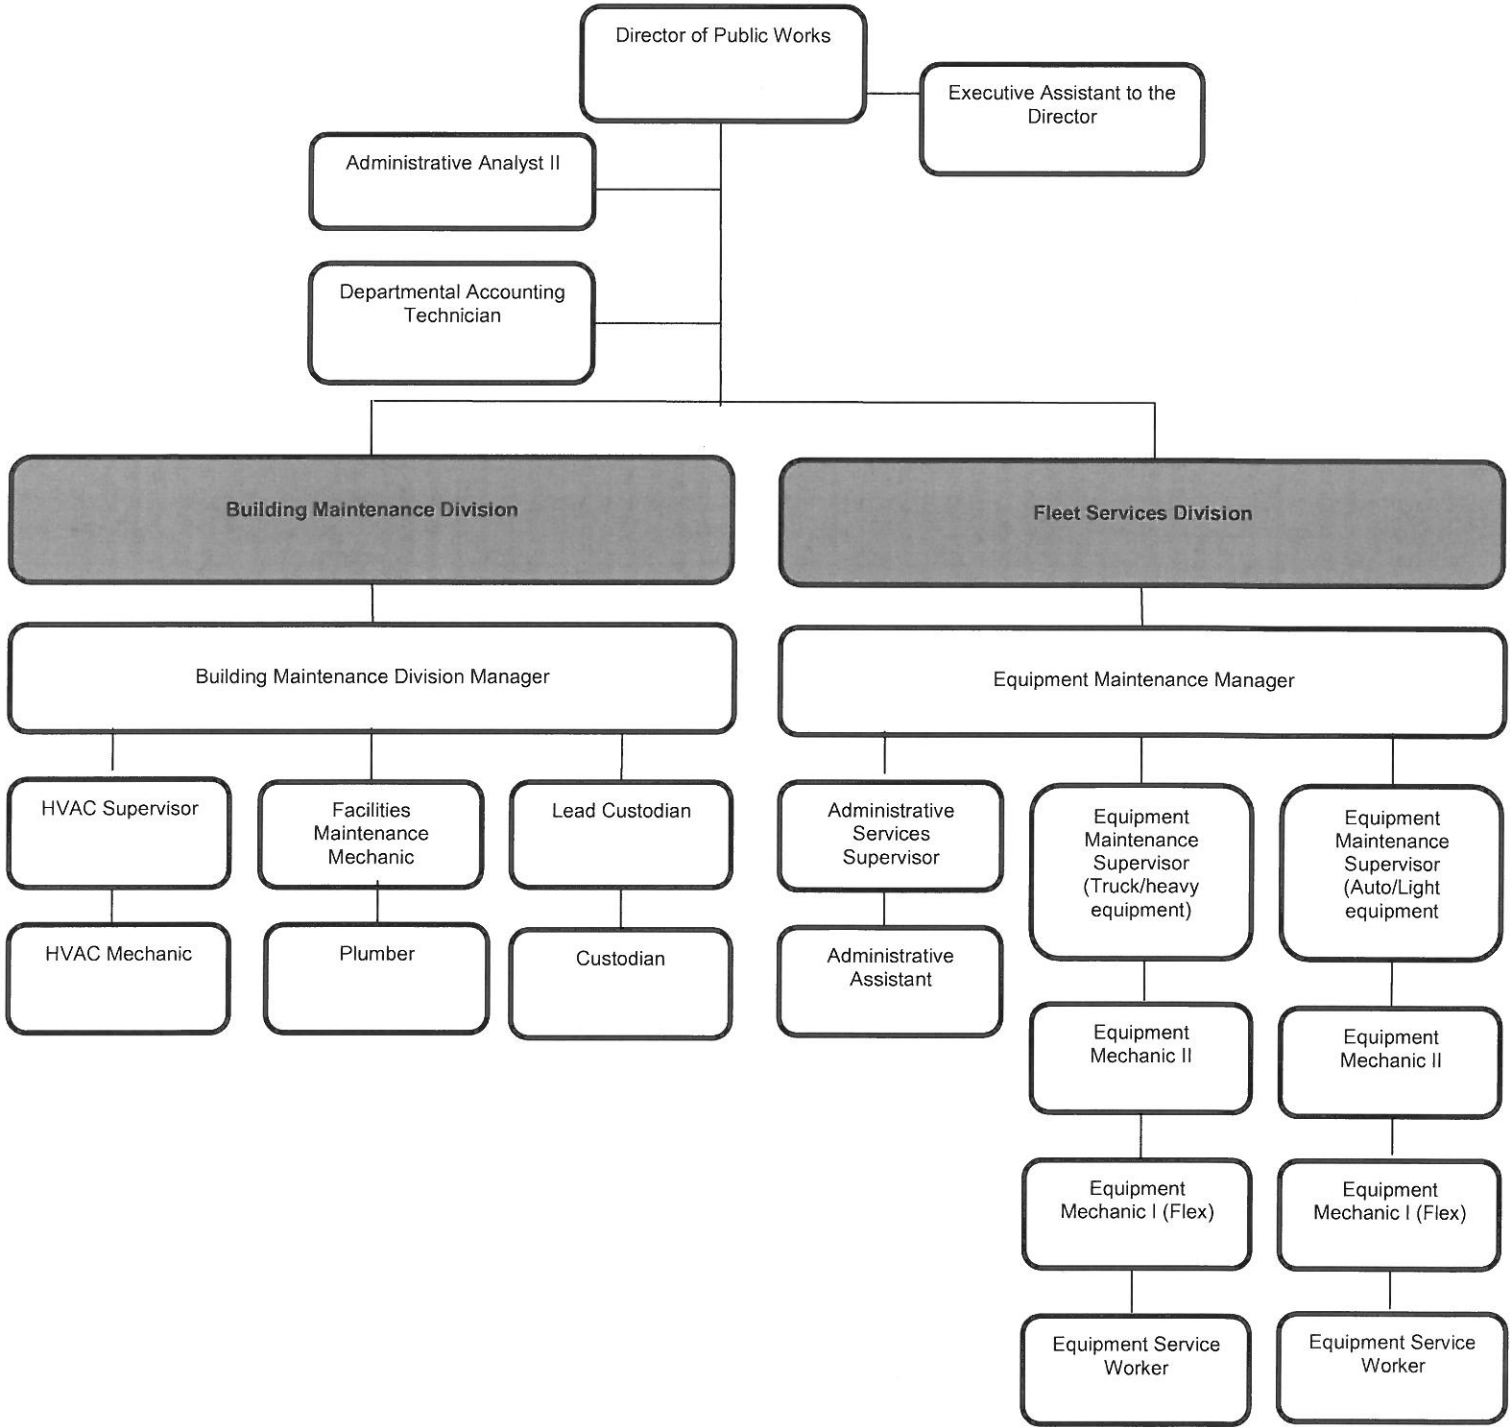 Director of Public Works
Executive Assistant to the
Director
Administrative Analyst II
Departmental Accounting
Technician
Building Maintenance Division
Fleet Services Division
Building Maintenance Division Manager
Equipment Maintenance Manager
HVAC Supervisor
Facilities
Maintenance
Mechanic
Lead Custodian
Administrative
Services
Supervisor
Equipment
Maintenance
Supervisor
(Truck/heavy
equipment)
Equipment
Maintenance
Supervisor
(Auto/Light
equipment
HVAC Mechanic
Plumber
Custodian
Administrative
Assistant
Equipment
Mechanic II
Equipment
Mechanic II
Equipment
Mechanic I (Flex)
Equipment
Mechanic I (Flex)
Equipment Service
Worker
Equipment Service
Worker